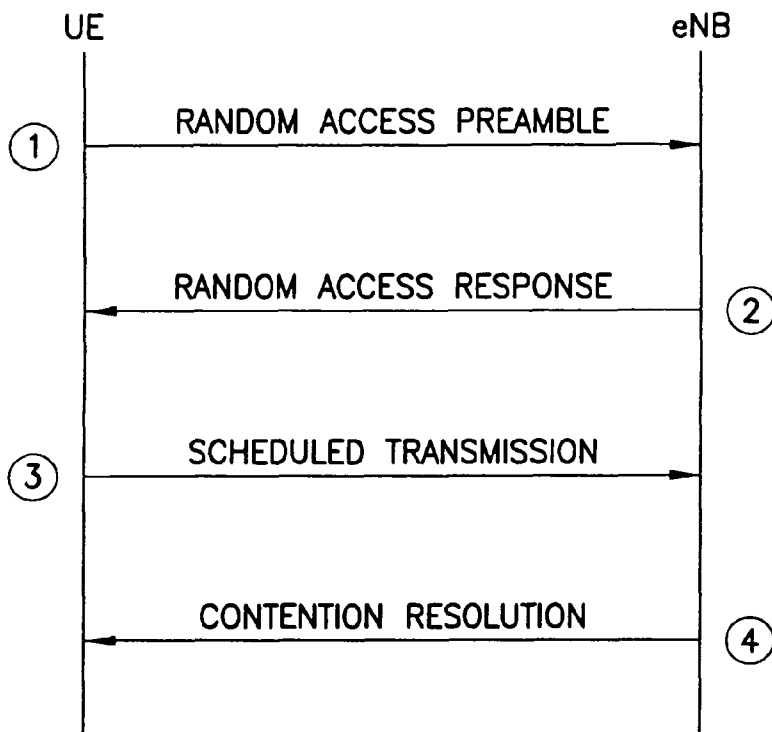 UE eNB
RANDOM ACCESS PREAMBLE
1
RANDOM ACCESS RESPONSE
2
SCHEDULED TRANSMISSION
3
CONTENTION RESOLUTION
4